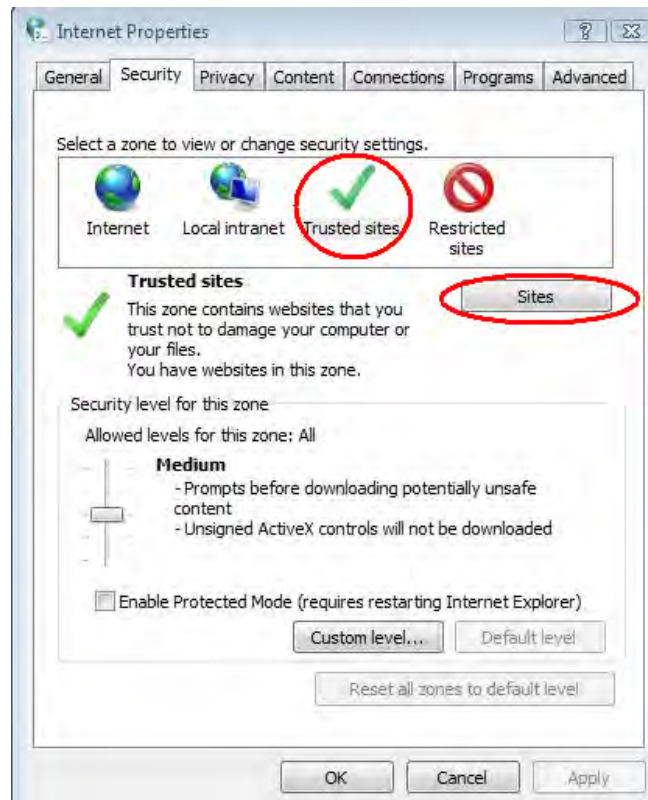 Internet Properties
General Security Privacy Content Connections Programs Advanced
Select a zone to view or change security settings.
Internet Local intranet Trusted sites Restricted
sites
Trusted sites
Sites
This zone contains websites that you
trust not to damage your computer or
your files.
You have websites in this zone.
Security level for this zone
Allowed levels for this zone: All
Medium
- Prompts before downloading potentially unsafe
content
- Unsigned ActiveX controls will not be downloaded
Enable Protected Mode (requires restarting Internet Explorer)
Custom level... Default level
Reset all zones to default level
OK Cancel Apply